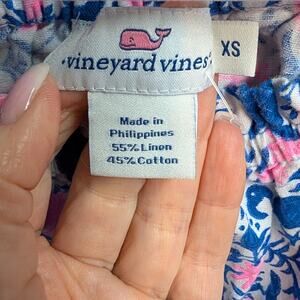 XS
vineyard vines
Made in
Philippines
55% Linen
45% Cotton